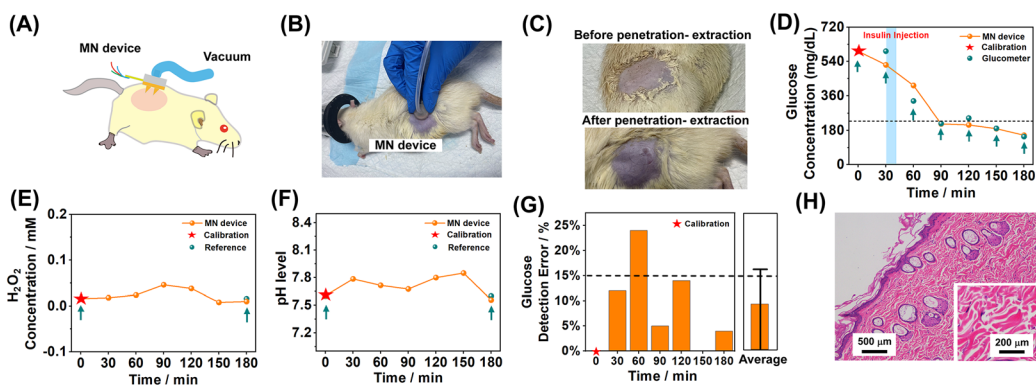 (A)
MN device
Vacuum
(B)
MN device
(C)
Before penetration- extraction
After penetration- extraction
(D)
Glucose
Concentration (mg/dL)
720
540
360
180
0
Insulin Injection
MN device
Calibration
Glucometer
0 30 60 90 120 150 180
Time / min
(E)
H2O2
Concentration / mM
0.2
0.1
0.0
-0.1
MN device
Calibration
Reference
0 30 60 90 120 150 180
Time / min
(F)
pH level
8.1
7.8
7.5
7.2
MN device
Calibration
Reference
0 30 60 90 120 150 180
Time / min
(G)
Glucose
Detection Error / %
25%
20%
15%
10%
5%
0%
Calibration
15%
0 30 60 90 120 150 180
Average
Time / min
(H)
500 μm
200 μm